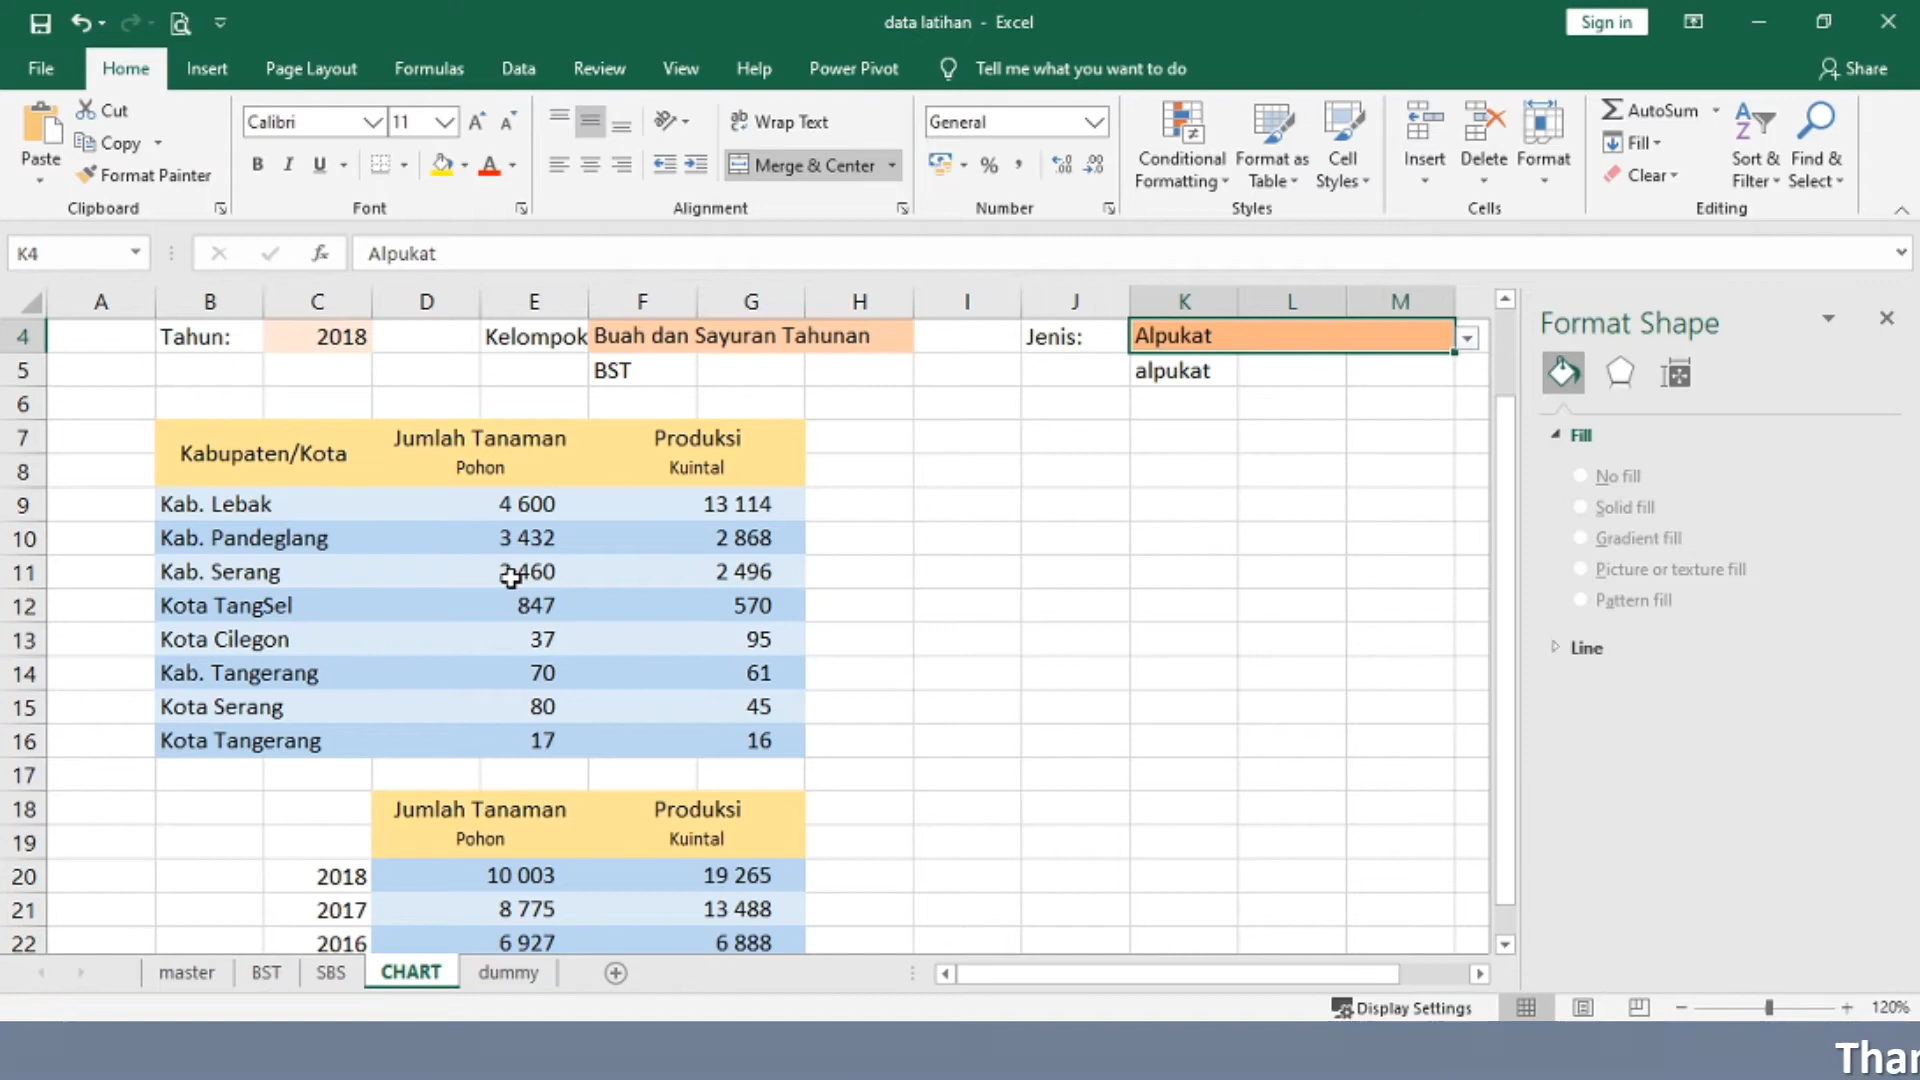 data latihan - Excel
Sign in
File Home Insert Page Layout Formulas Data Review View Help Power Pivot Tell me what you want to do Share
Paste Cut Copy Format Painter Clipboard
Calibri 11 B I U A A A Font
Wrap Text Merge & Center Alignment
General % , Number
Conditional Formatting Format as Table Cell Styles Styles
Insert Delete Format Cells
AutoSum Fill Clear Sort & Filter Find & Select Editing
K4 fx Alpukat
A B C D E F G H I J K L M
4 Tahun: 2018 Kelompok Buah dan Sayuran Tahunan Jenis: Alpukat
5 BST alpukat
6
7 Kabupaten/Kota Jumlah Tanaman Produksi
8 Pohon Kuintal
9 Kab. Lebak 4 600 13 114
10 Kab. Pandeglang 3 432 2 868
11 Kab. Serang 460 2 496
12 Kota TangSel 847 570
13 Kota Cilegon 37 95
14 Kab. Tangerang 70 61
15 Kota Serang 80 45
16 Kota Tangerang 17 16
17
18 Jumlah Tanaman Produksi
19 Pohon Kuintal
20 2018 10 003 19 265
21 2017 8 775 13 488
22 2016 6 927 6 888
master BST SBS CHART dummy
Format Shape
Fill
No fill
Solid fill
Gradient fill
Picture or texture fill
Pattern fill
Line
Display Settings 120%